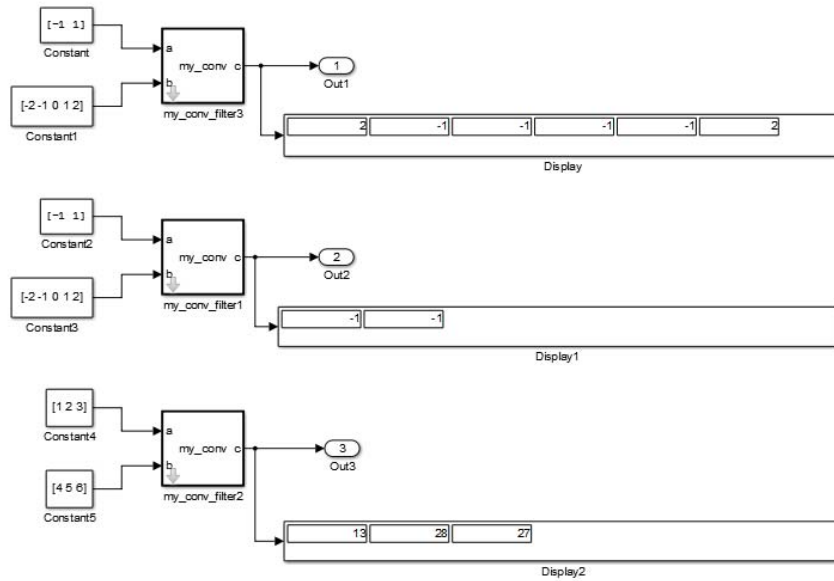 [-1 1]
Constant
a
my_conv c
b
my_conv_filter3
1
Out1
[-2 -1 0 1 2]
Constant1
2 -1 -1 -1 -1 2
Display
[-1 1]
Constant2
a
my_conv c
b
my_conv_filter1
2
Out2
[-2 -1 0 1 2]
Constant3
-1 -1
Display1
[1 2 3]
Constant4
a
my_conv c
b
my_conv_filter2
3
Out3
[4 5 6]
Constant5
13 28 27
Display2